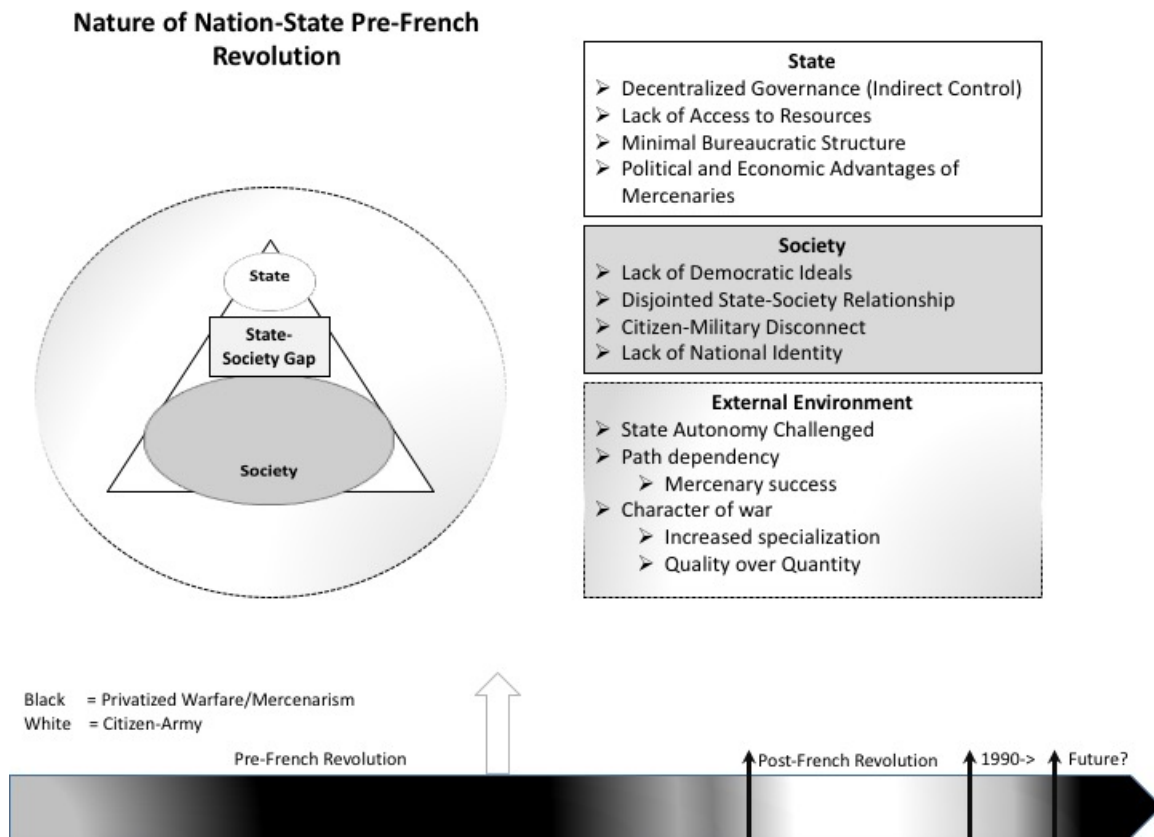 Nature of Nation-State Pre-French
Revolution
State
State-
Society Gap
Society
State
➢ Decentralized Governance (Indirect Control)
➢ Lack of Access to Resources
➢ Minimal Bureaucratic Structure
➢ Political and Economic Advantages of
Mercenaries
Society
➢ Lack of Democratic Ideals
➢ Disjointed State-Society Relationship
➢ Citizen-Military Disconnect
➢ Lack of National Identity
External Environment
➢ State Autonomy Challenged
➢ Path dependency
➢ Mercenary success
➢ Character of war
➢ Increased specialization
➢ Quality over Quantity
Black = Privatized Warfare/Mercenarism
White = Citizen-Army
Pre-French Revolution
Post-French Revolution
1990->
Future?